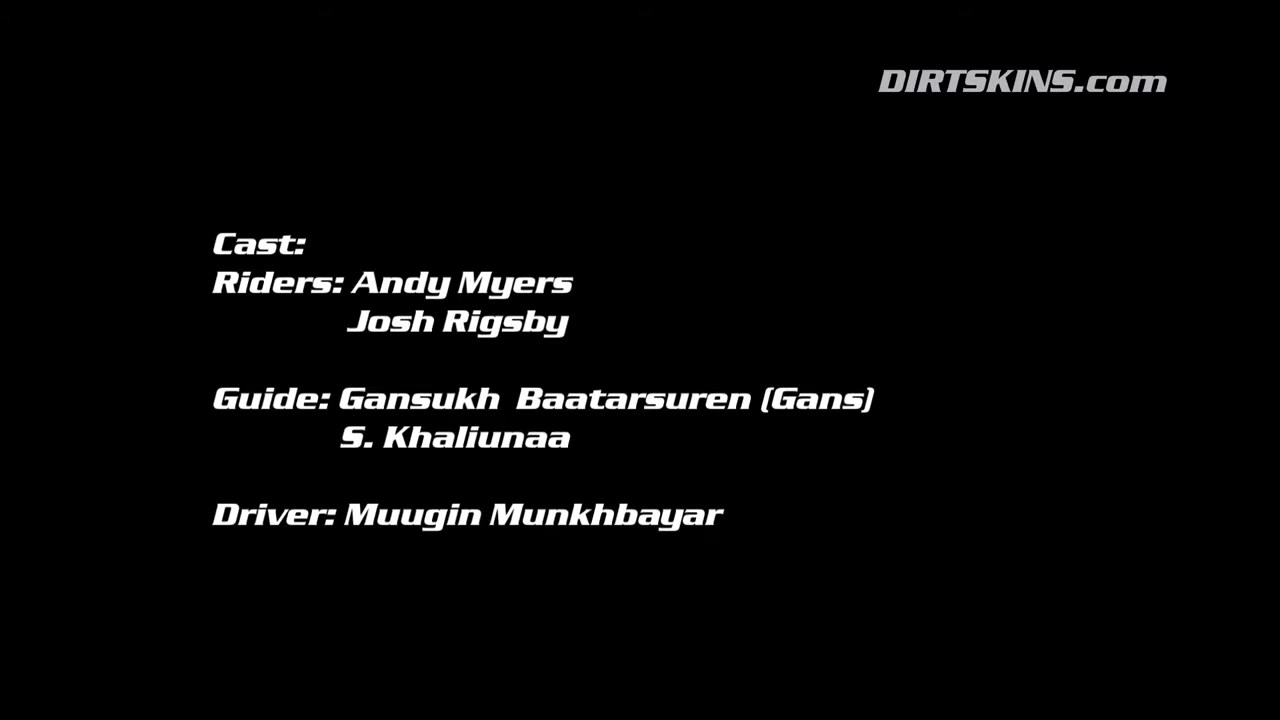 DIRTSKINS.com
Cast:
Riders: Andy Myers
Josh Rigsby
Guide: Gansukh Baatarsuren (Gans)
S. Khaliunaa
Driver: Muugin Munkhbayar